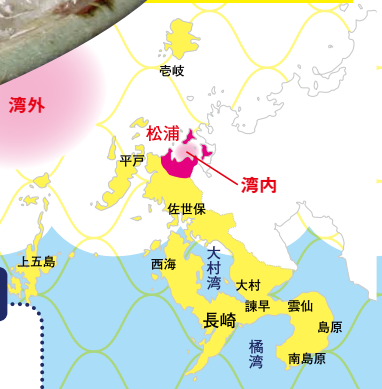 壱岐
湾外
松浦
平戸
湾内
佐世保
上五島
西海
大村湾
大村
諫早
雲仙
長崎
島原
橘湾
南島原